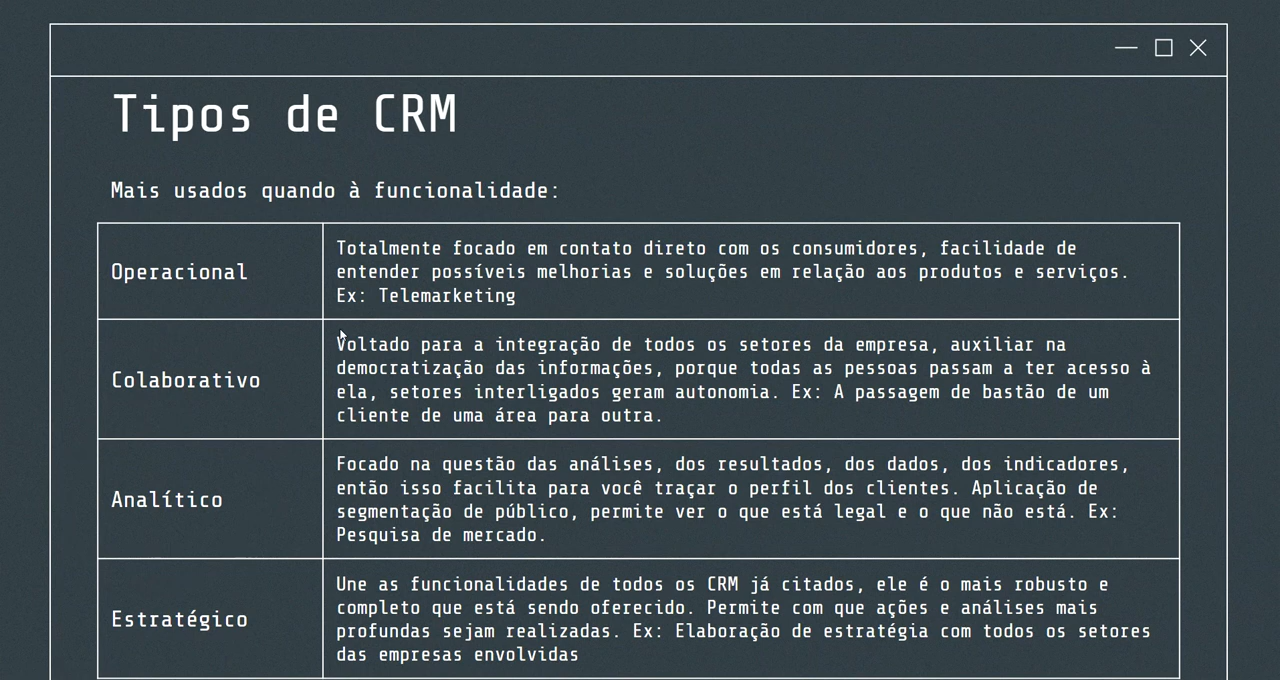 Tipos de CRM
Mais usados quando à funcionalidade:
Operacional
Totalmente focado em contato direto com os consumidores, facilidade de
entender possíveis melhorias e soluções em relação aos produtos e serviços.
Ex: Telemarketing
Colaborativo
Voltado para a integração de todos os setores da empresa, auxiliar na
democratização das informações, porque todas as pessoas passam a ter acesso à
ela, setores interligados geram autonomia. Ex: A passagem de bastão de um
cliente de uma área para outra.
Analítico
Focado na questão das análises, dos resultados, dos dados, dos indicadores,
então isso facilita para você traçar o perfil dos clientes. Aplicação de
segmentação de público, permite ver o que está legal e o que não está. Ex:
Pesquisa de mercado.
Estratégico
Une as funcionalidades de todos os CRM já citados, ele é o mais robusto e
completo que está sendo oferecido. Permite com que ações e análises mais
profundas sejam realizadas. Ex: Elaboração de estratégia com todos os setores
das empresas envolvidas